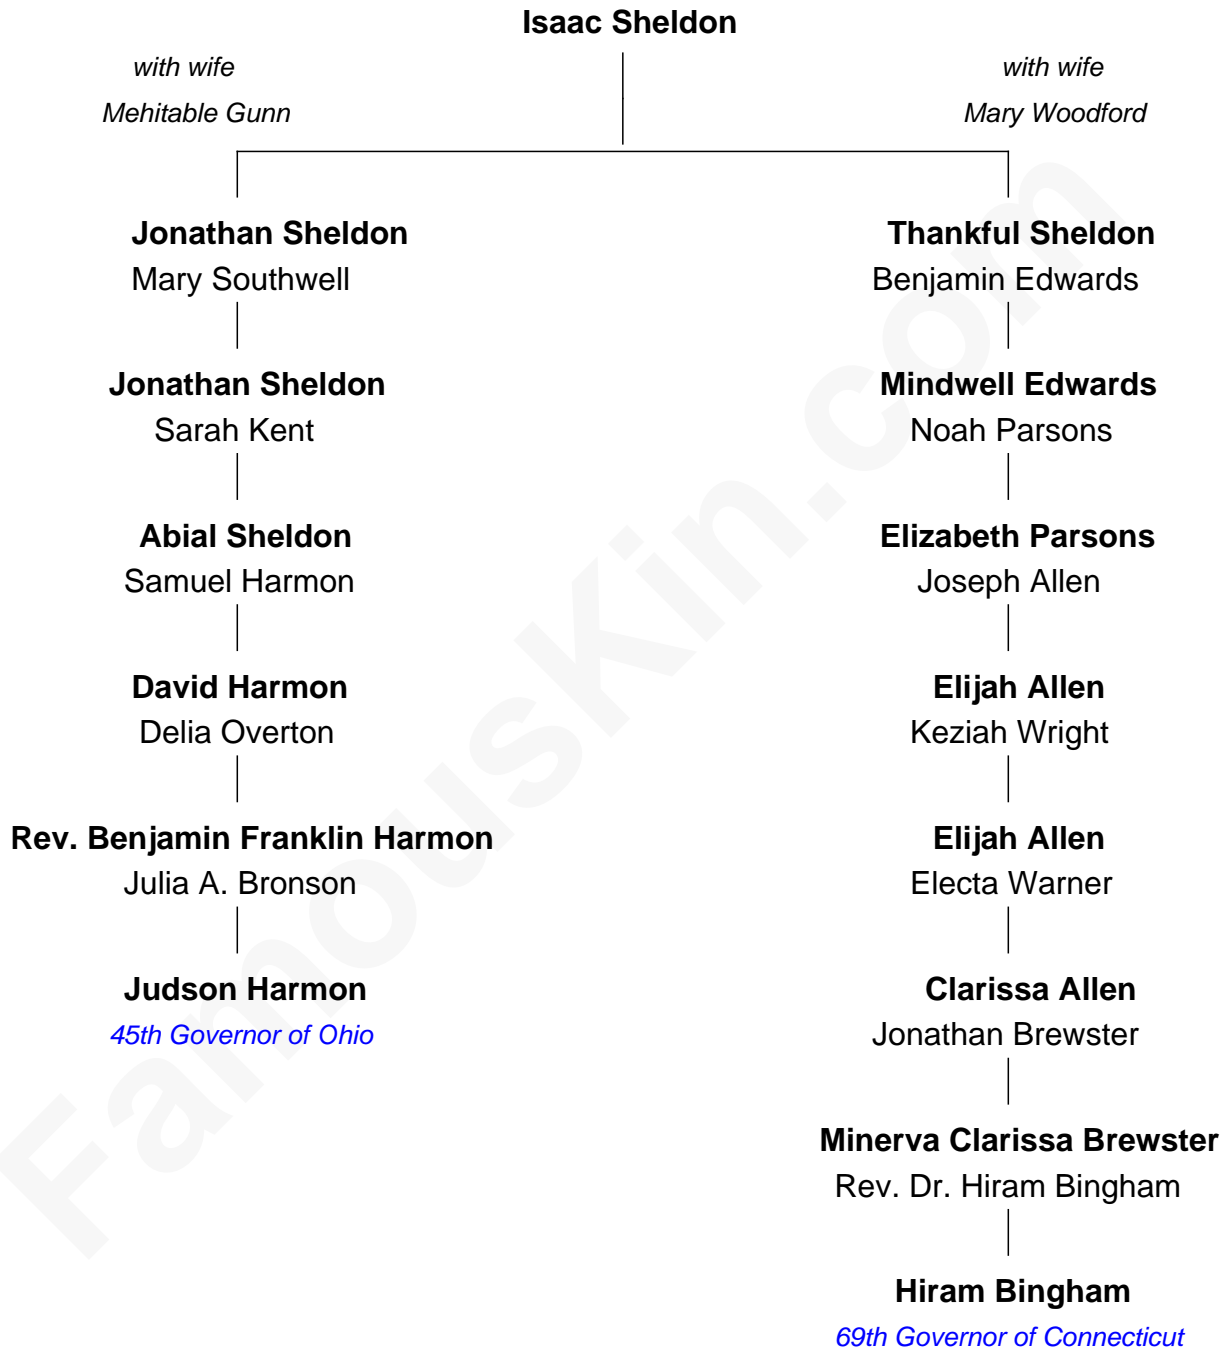 Isaac Sheldon
with wife
Mehitable Gunn
with wife
Mary Woodford
Jonathan Sheldon
Mary Southwell
Jonathan Sheldon
Sarah Kent
Abial Sheldon
Samuel Harmon
David Harmon
Delia Overton
Rev. Benjamin Franklin Harmon
Julia A. Bronson
Judson Harmon
45th Governor of Ohio
Thankful Sheldon
Benjamin Edwards
Mindwell Edwards
Noah Parsons
Elizabeth Parsons
Joseph Allen
Elijah Allen
Keziah Wright
Elijah Allen
Electa Warner
Clarissa Allen
Jonathan Brewster
Minerva Clarissa Brewster
Rev. Dr. Hiram Bingham
Hiram Bingham
69th Governor of Connecticut
FamousKin.com